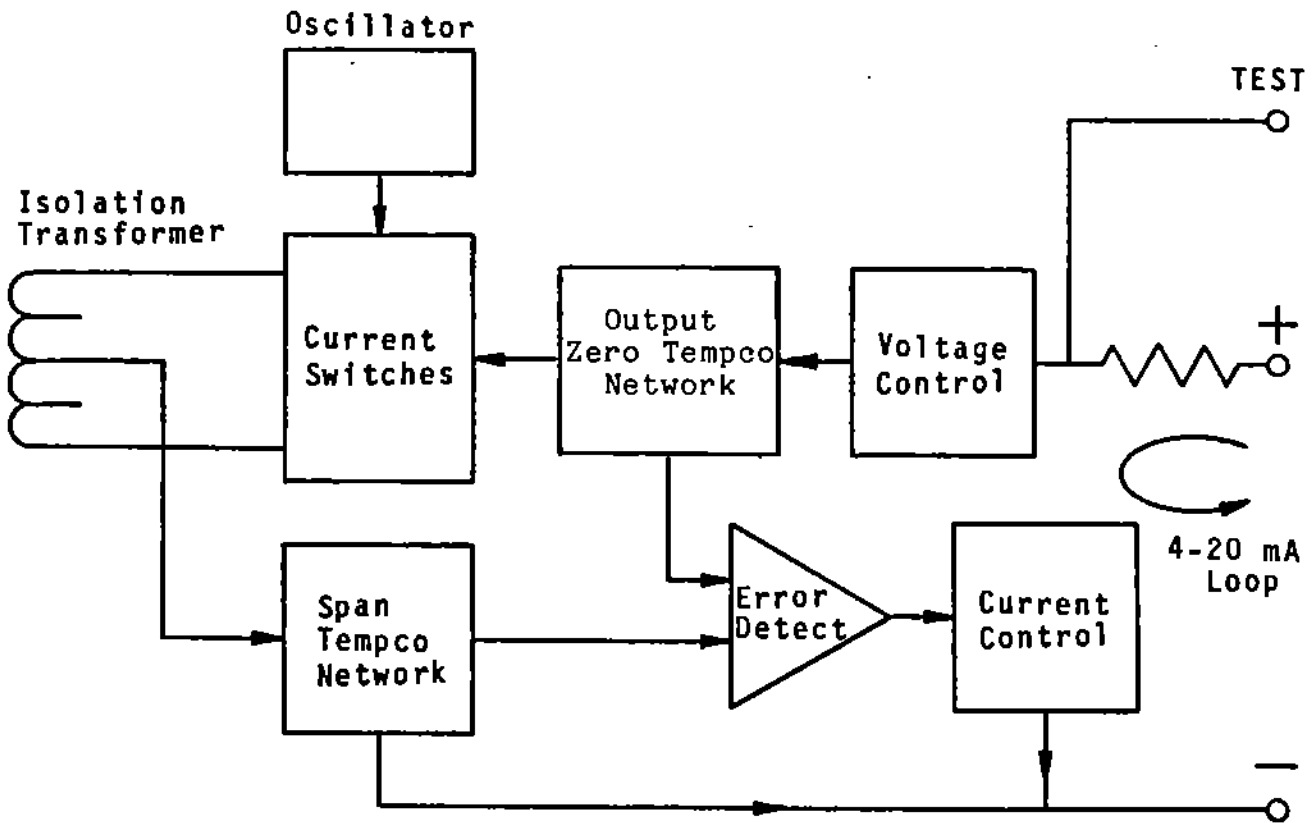 Oscillator
TEST
Isolation
Transformer
Current
Switches
Output
Zero Tempco
Network
Voltage
Control
+
4-20 mA
Loop
Span
Tempco
Network
Error
Detect
Current
Control
−